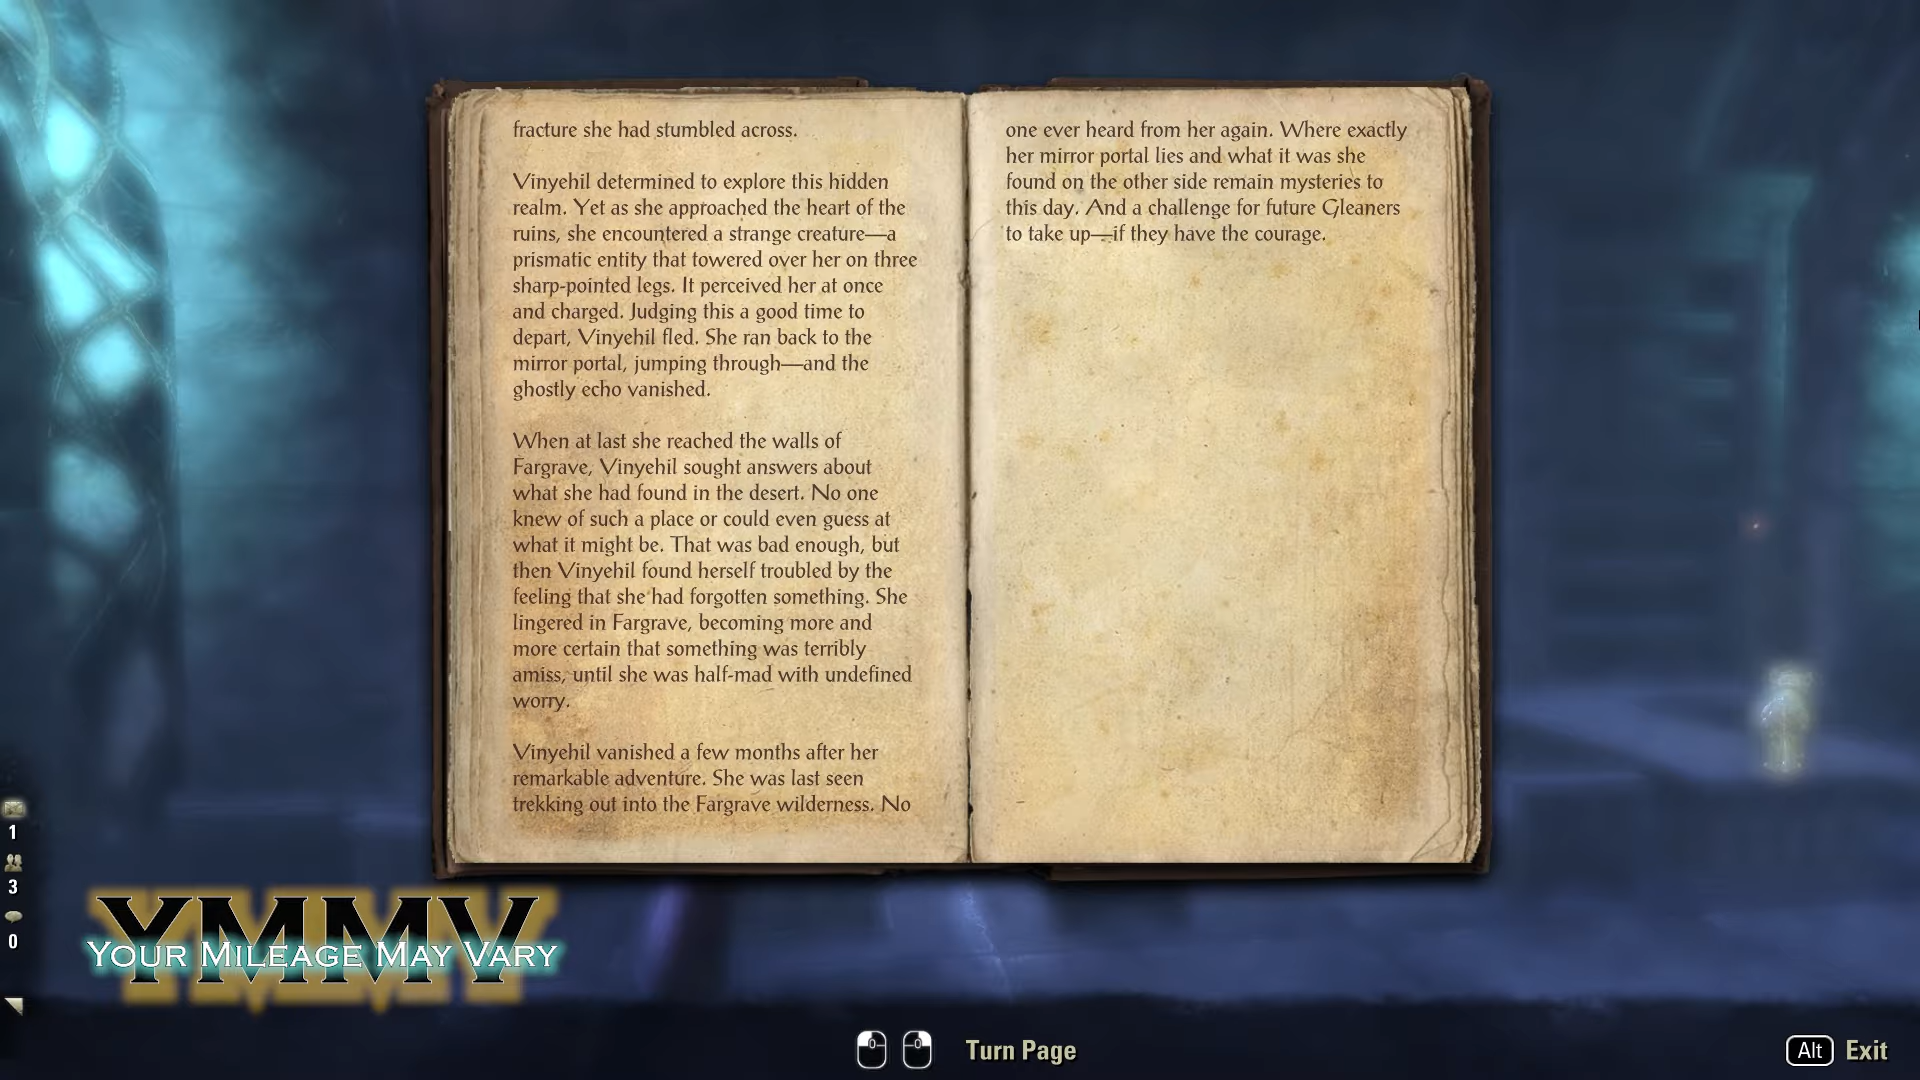 fracture she had stumbled across.
Vinyehil determined to explore this hidden
realm. Yet as she approached the heart of the
ruins, she encountered a strange creature—a
prismatic entity that towered over her on three
sharp-pointed legs. It perceived her at once
and charged. Judging this a good time to
depart, Vinyehil fled. She ran back to the
mirror portal, jumping through—and the
ghostly echo vanished.
When at last she reached the walls of
Fargrave, Vinyehil sought answers about
what she had found in the desert. No one
knew of such a place or could even guess at
what it might be. That was bad enough, but
then Vinyehil found herself troubled by the
feeling that she had forgotten something. She
lingered in Fargrave, becoming more and
more certain that something was terribly
amiss, until she was half-mad with undefined
worry.
Vinyehil vanished a few months after her
remarkable adventure. She was last seen
trekking out into the Fargrave wilderness. No
one ever heard from her again. Where exactly
her mirror portal lies and what it was she
found on the other side remain mysteries to
this day. And a challenge for future Gleaners
to take up—if they have the courage.
1
3
0
YMMV
YOUR MILEAGE MAY VARY
Turn Page
Alt Exit